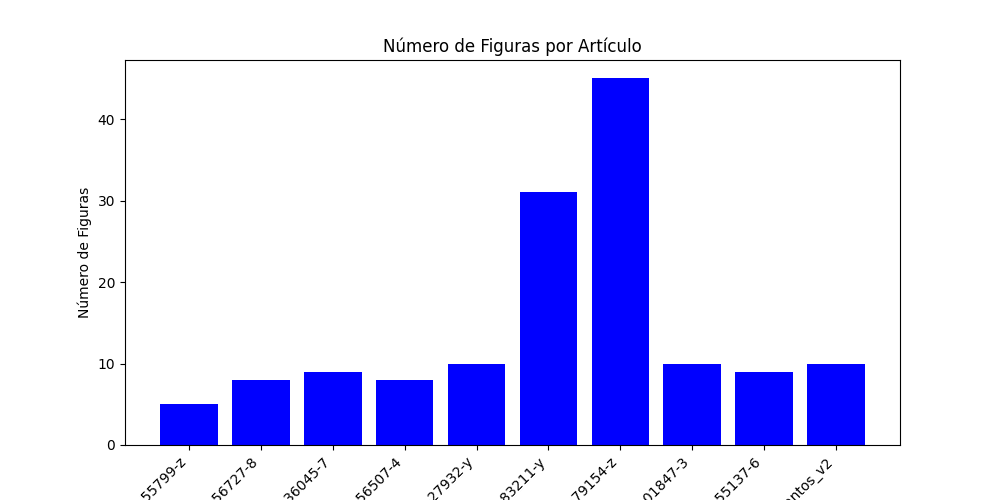 Número de Figuras por Artículo
Número de Figuras
40
30
20
10
0
55799-z
56727-8
36045-7
56507-4
27932-y
83211-y
79154-z
01847-3
55137-6
ntos_v2